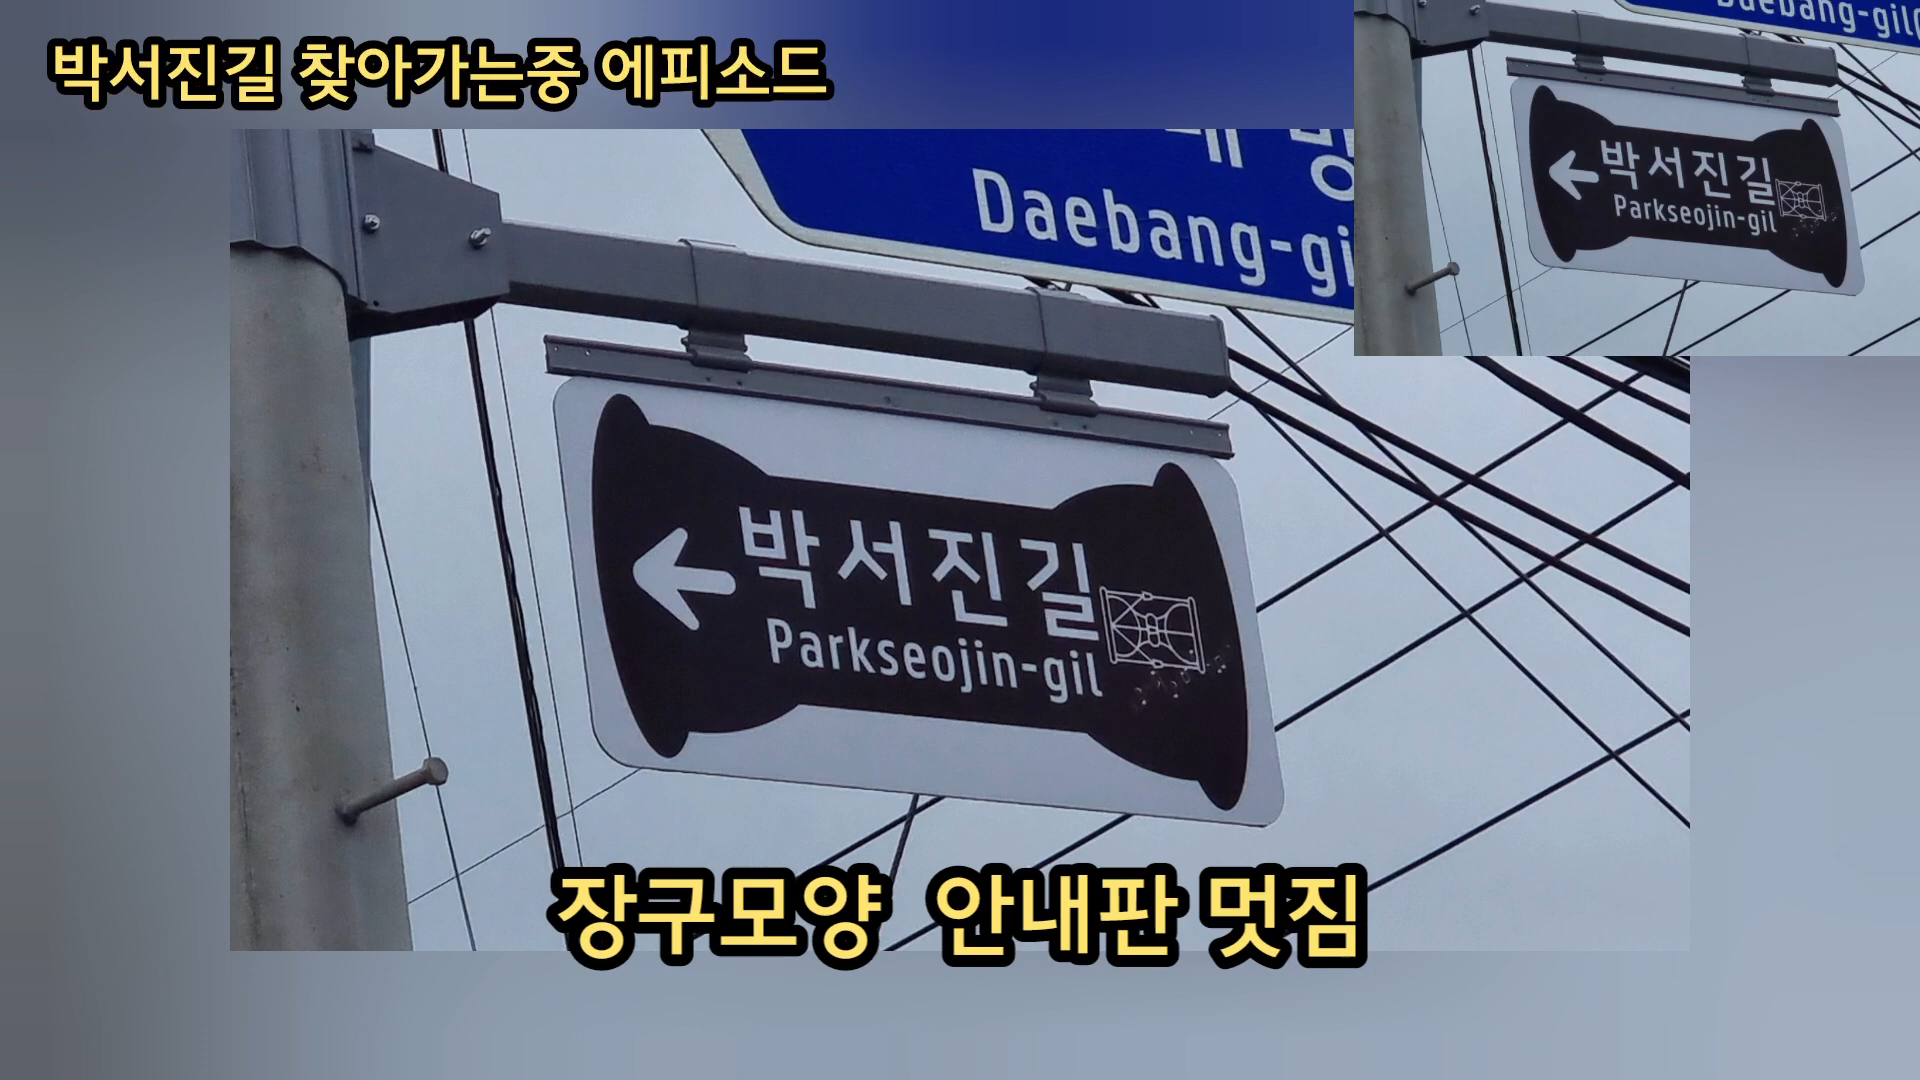 박서진길 찾아가는중 에피소드
Daebang-gil
박서진길
Parkseojin-gil
Daebang-gi
박서진길
Parkseojin-gil
장구모양 안내판 멋짐